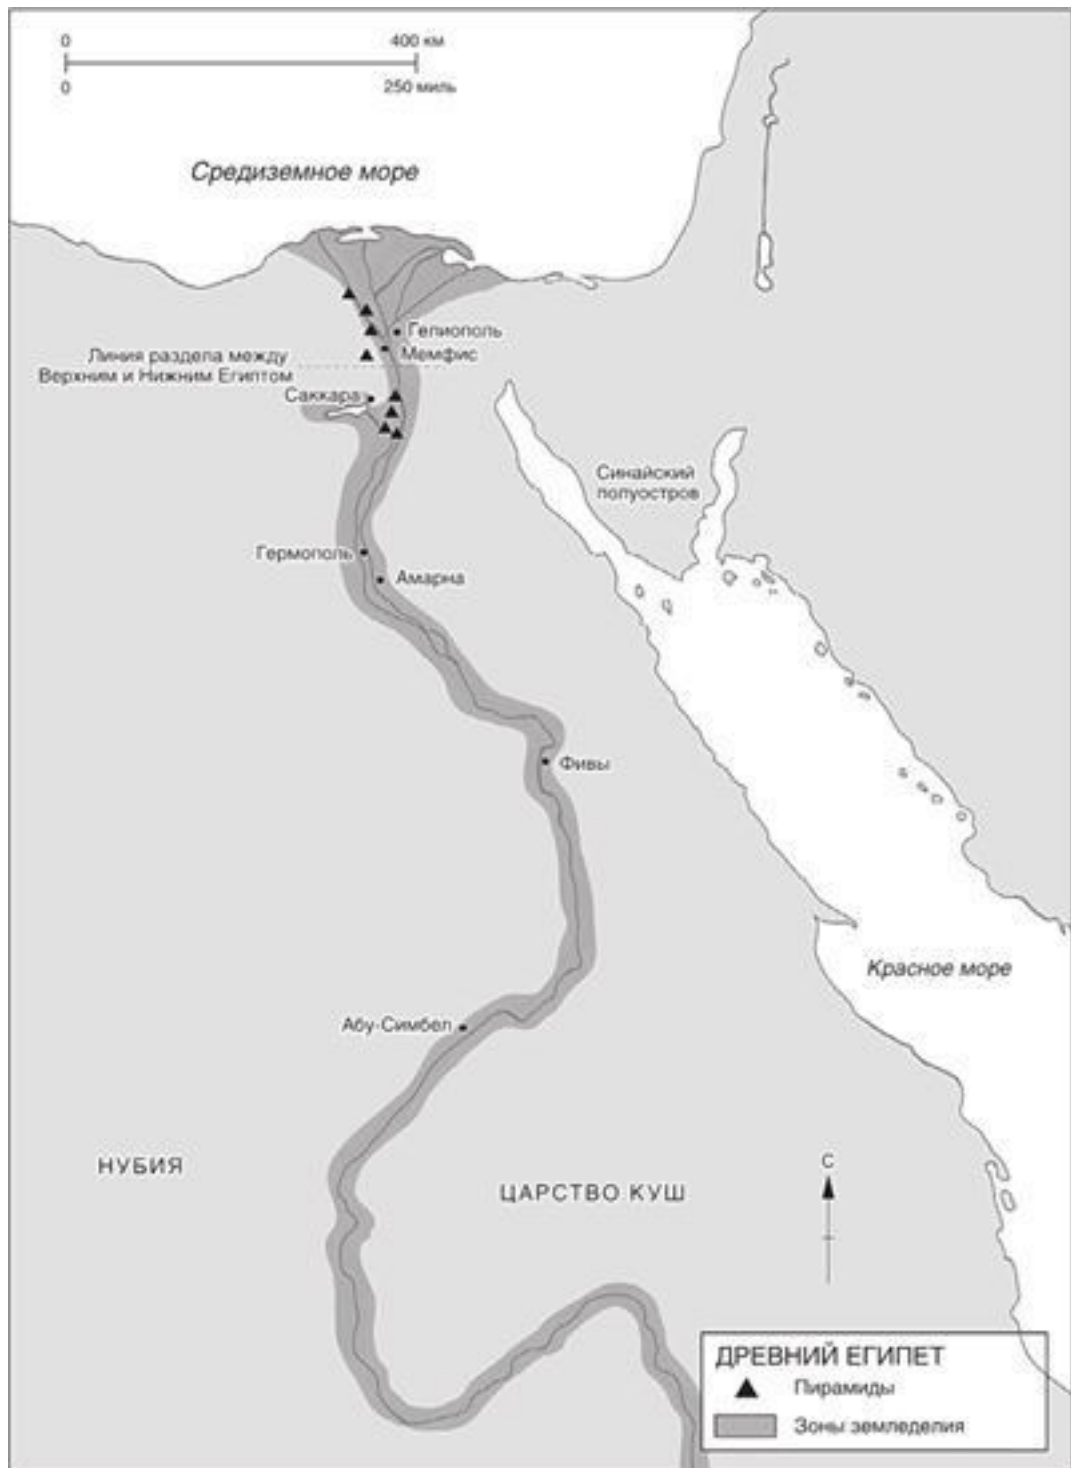 0 400 км
0 250 миль
Средиземное море
Гелиополь
Мемфис
Линия раздела между
Верхним и Нижним Египтом
Саккара
Синайский
полуостров
Гермополь
Амарна
Фивы
Красное море
Абу-Симбел
НУБИЯ
ЦАРСТВО КУШ
С
ДРЕВНИЙ ЕГИПЕТ
Пирамиды
Зоны земледелия